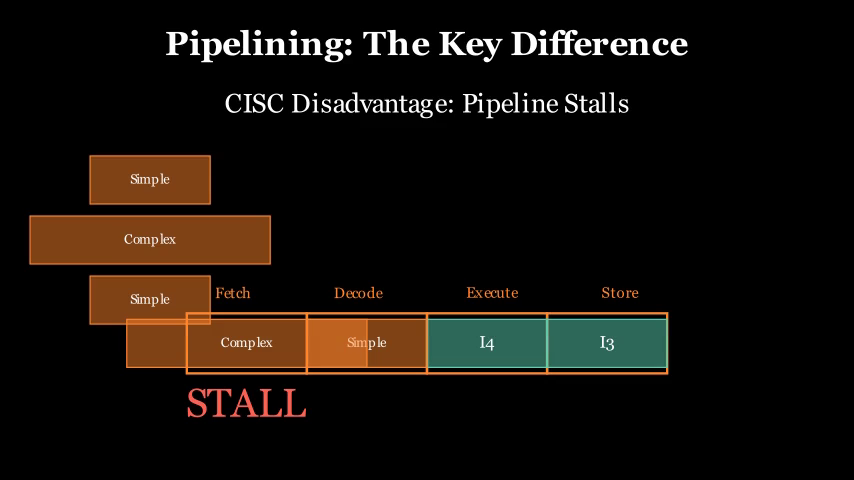 Pipelining: The Key Difference
CISC Disadvantage: Pipeline Stalls
Simple
Complex
Simple
Fetch Decode Execute Store
Complex Simple I4 I3
STALL